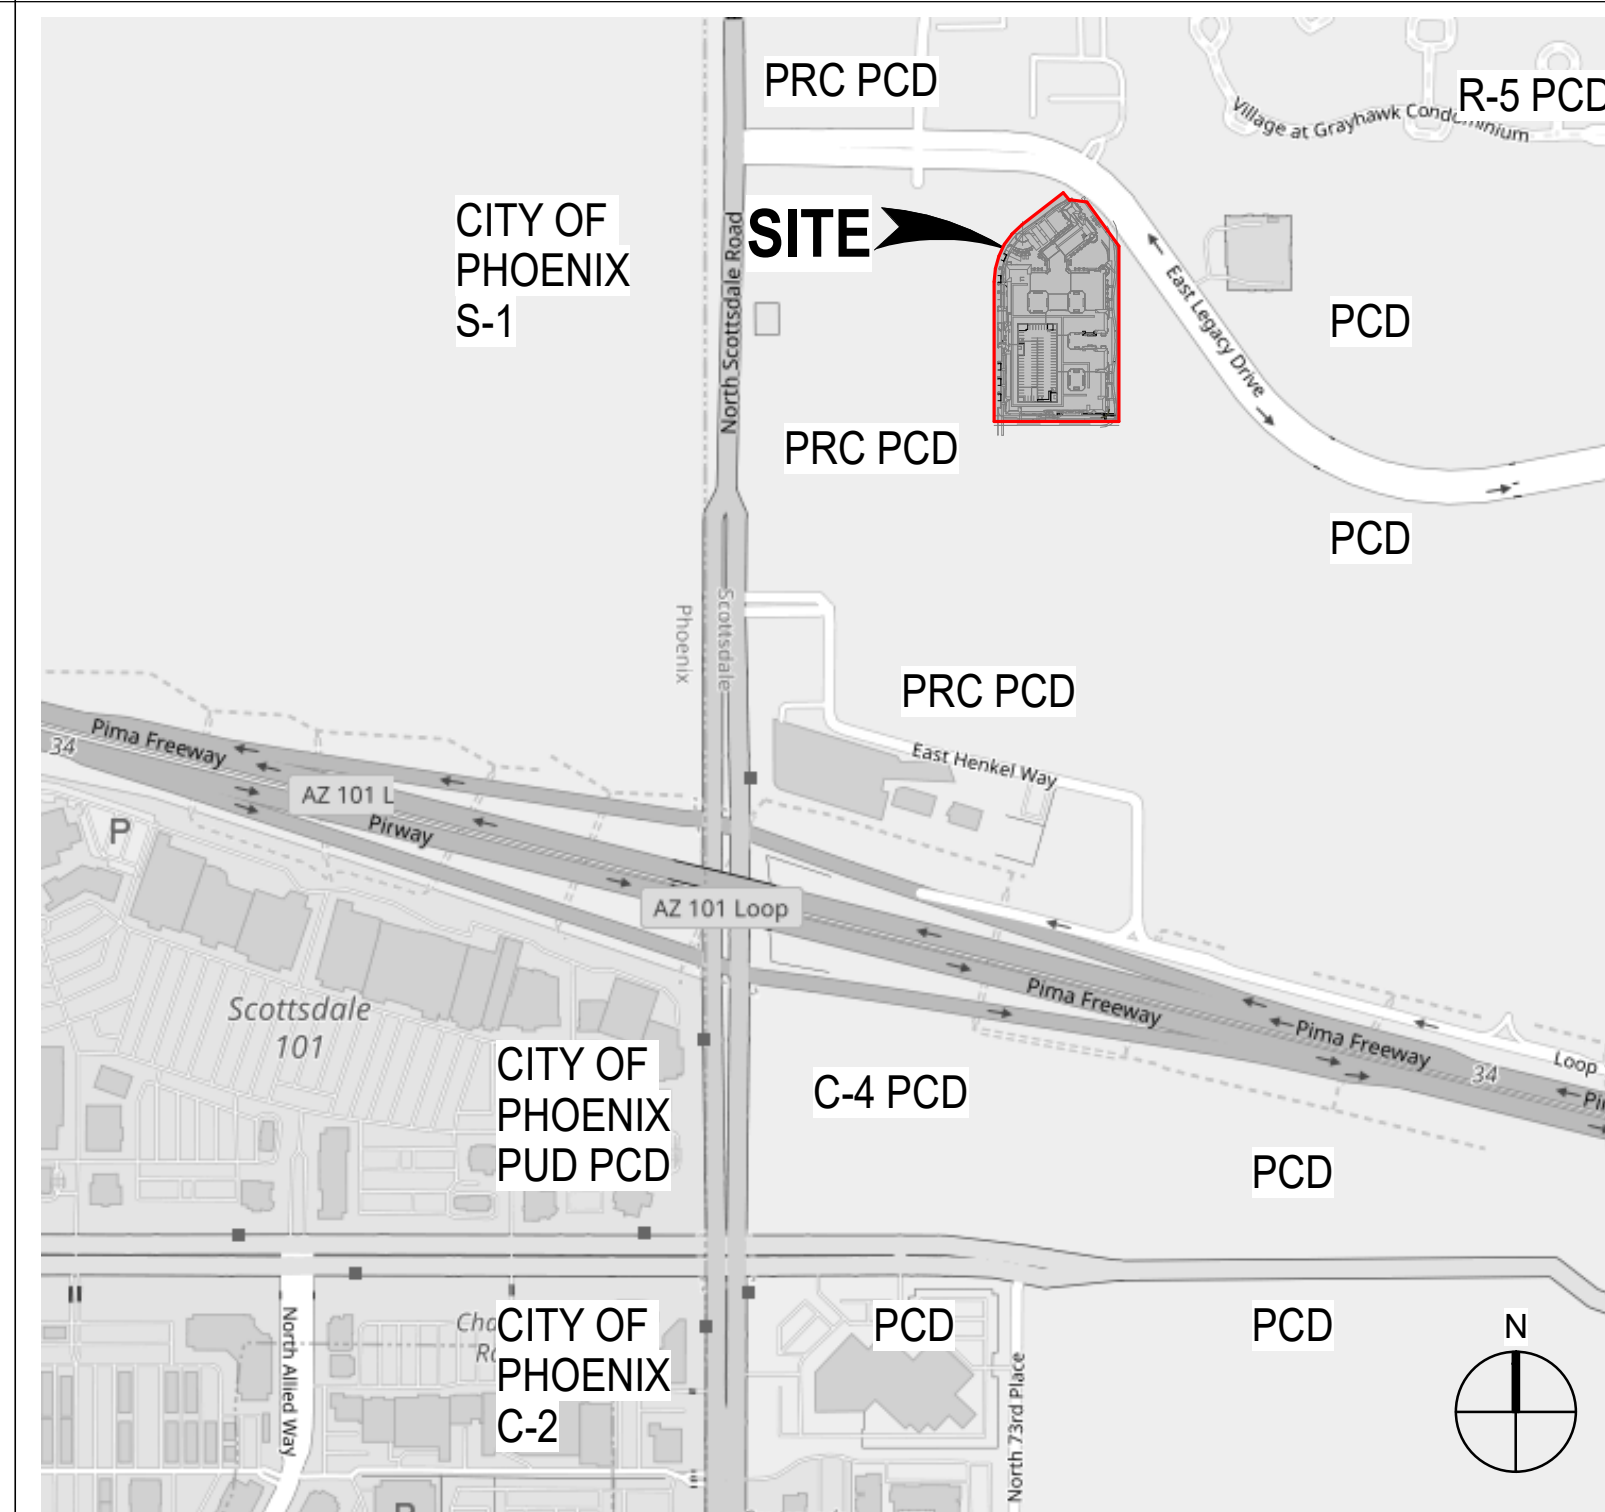 PRC PCD
R-5 PCD
Village at Grayhawk Condominium
CITY OF
PHOENIX
S-1
SITE
North Scottsdale Road
East Legacy Drive
PCD
PRC PCD
PCD
Phoenix
Scottsdale
PRC PCD
East Henkel Way
34
Pima Freeway
AZ 101 L
Pirway
P
AZ 101 Loop
Pima Freeway
Pima Freeway
34
Loop
Scottsdale
101
CITY OF
PHOENIX
PUD PCD
C-4 PCD
PCD
North Allied Way
Cha
CITY OF
PHOENIX
C-2
PCD
North 73rd Place
PCD
N